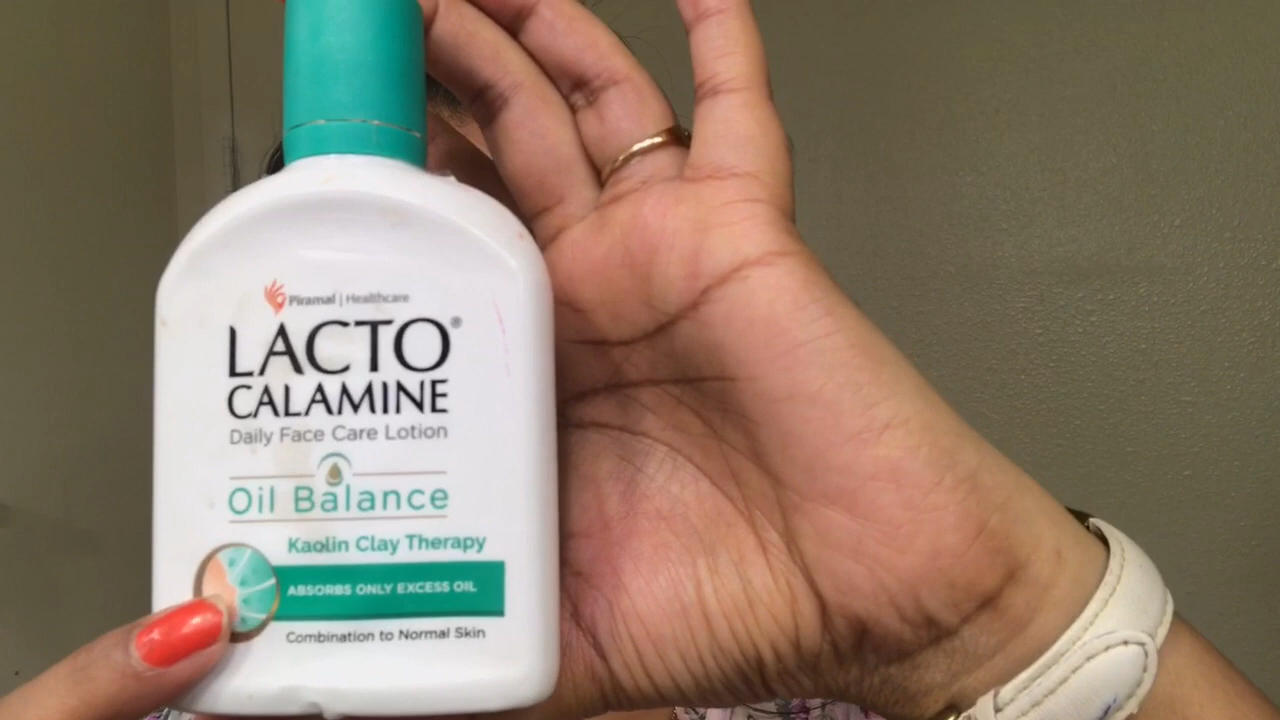 Piramal | Healthcare
LACTO®
CALAMINE
Daily Face Care Lotion
Oil Balance
Kaolin Clay Therapy
ABSORBS ONLY EXCESS OIL
Combination to Normal Skin